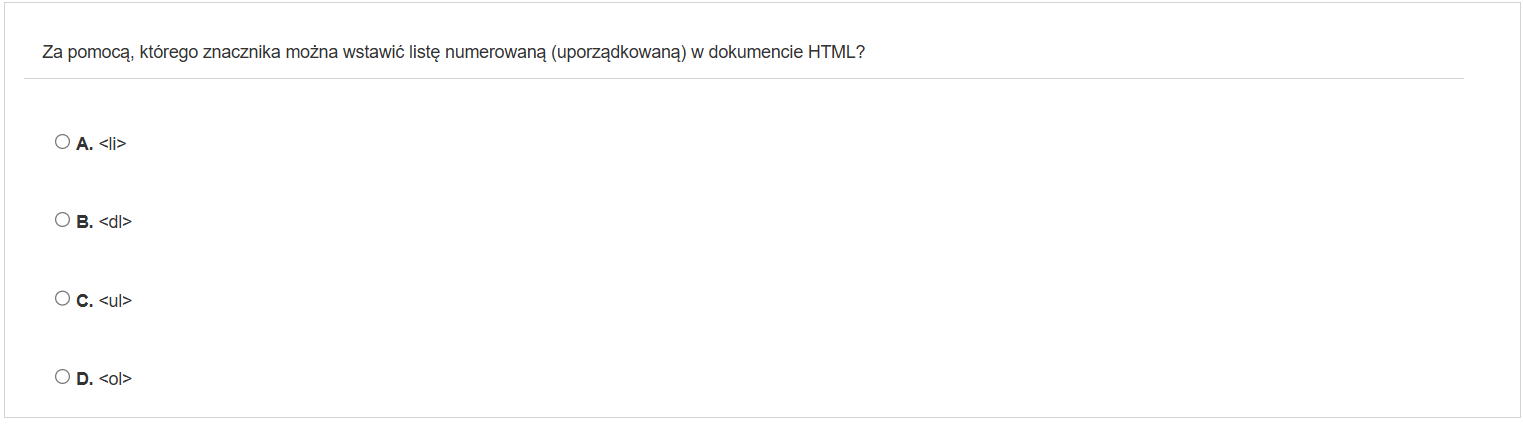 Za pomocą, którego znacznika można wstawić listę numerowaną (uporządkowaną) w dokumencie HTML?
A. <li>
B. <dl>
C. <ul>
D. <ol>